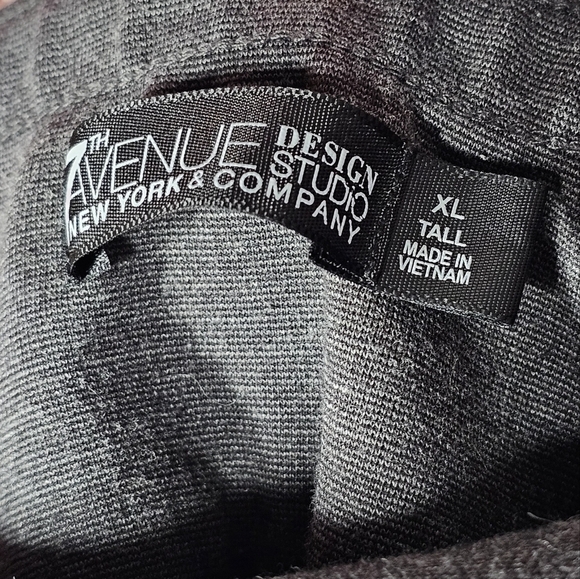 7TH AVENUE DESIGN STUDIO
NEW YORK & COMPANY
XL
TALL
MADE IN
VIETNAM